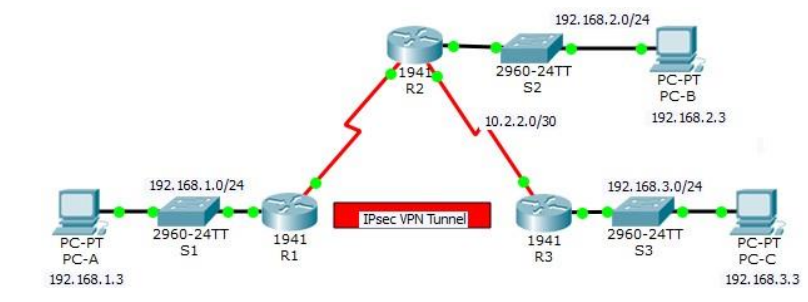 192.168.2.0/24
1941
R2
2960-24TT
S2
PC-PT
PC-B
192.168.2.3
10.2.2.0/30
192.168.1.0/24
192.168.3.0/24
IPsec VPN Tunnel
PC-PT
PC-A
192.168.1.3
2960-24TT
S1
1941
R1
1941
R3
2960-24TT
S3
PC-PT
PC-C
192.168.3.3